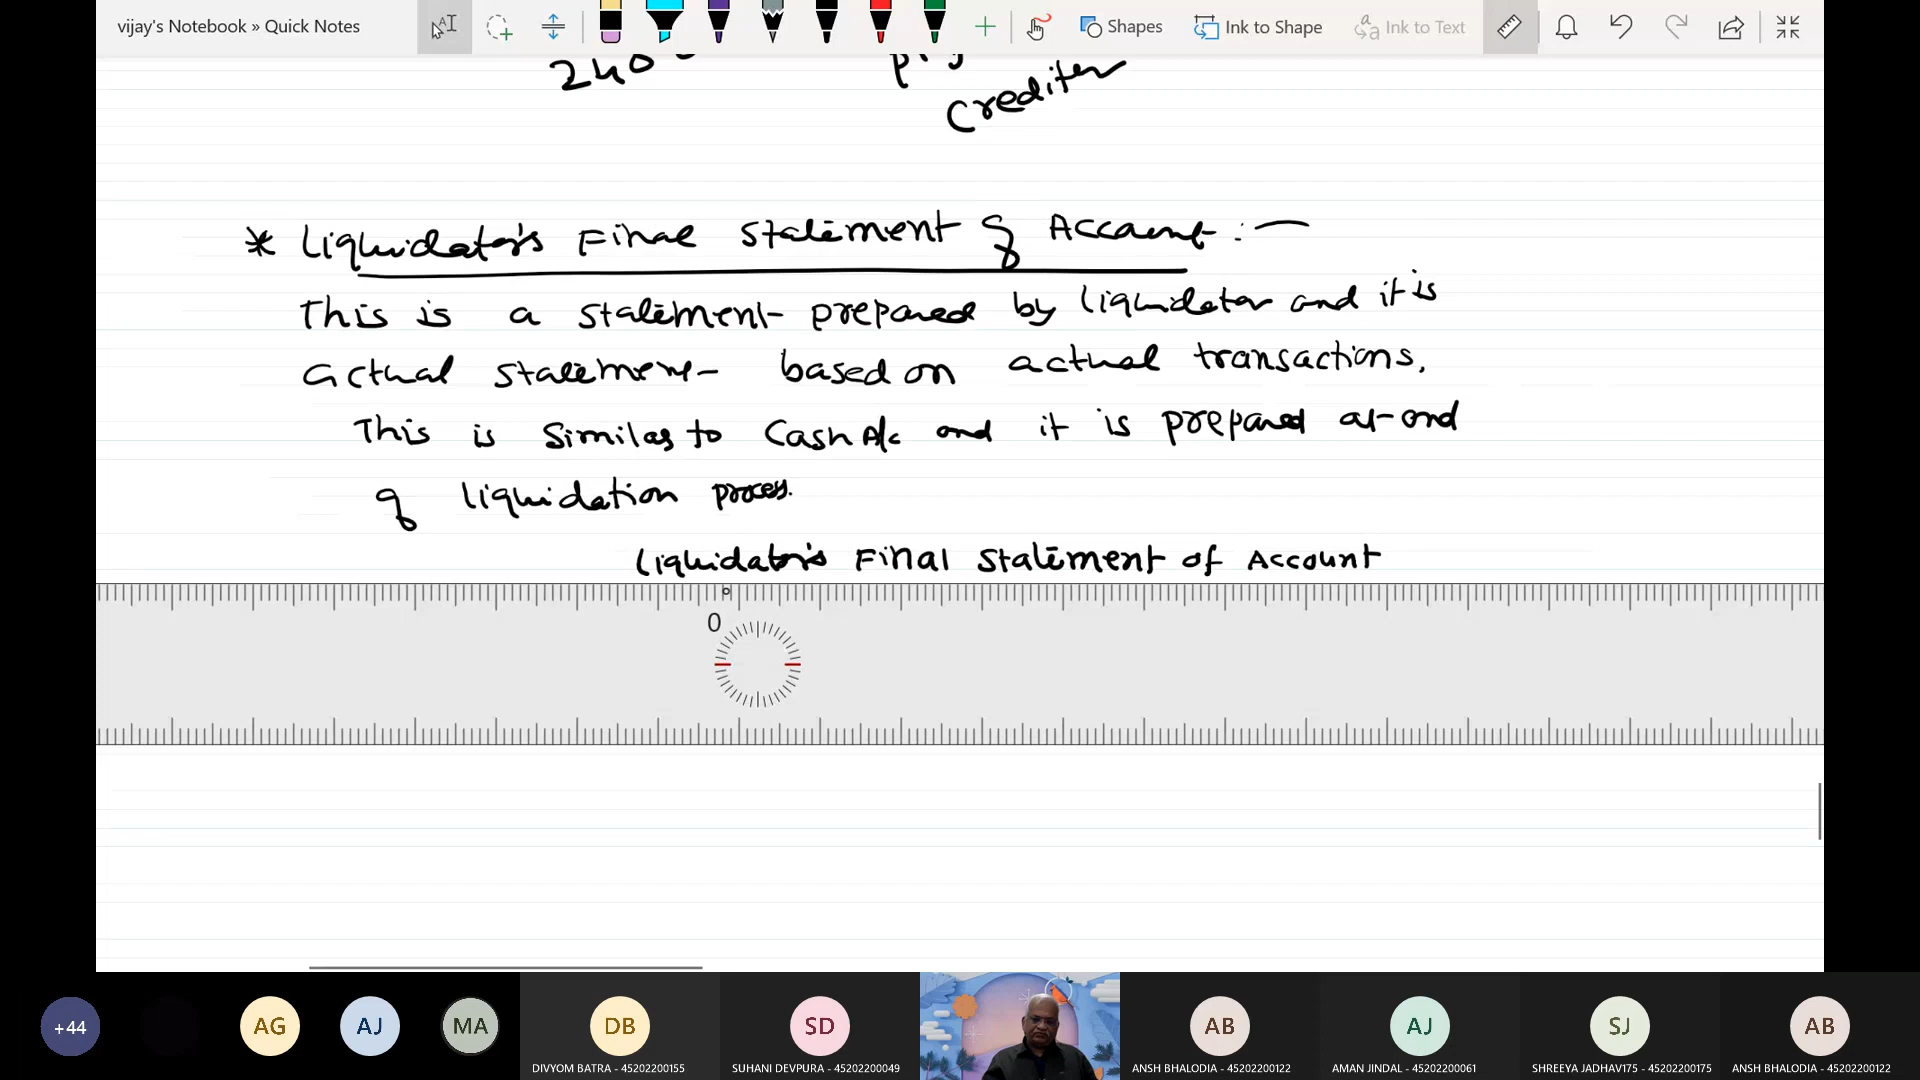 vijay's Notebook » Quick Notes
Shapes
Ink to Shape
Ink to Text
2400
Crediter
* Liquidator's Final Statement of Account :—
This is a statement prepared by liquidator and it is
actual statement based on actual transactions.
This is similar to Cash A/c and it is prepared at end
of liquidation process.
Liquidator's Final Statement of Account
0
+44
AG
AJ
MA
DB
DIVYOM BATRA - 45202200155
SD
SUHANI DEVPURA - 45202200049
AB
ANSH BHALODIA - 45202200122
AJ
AMAN JINDAL - 45202200061
SJ
SHREEYA JADHAV175 - 45202200175
AB
ANSH BHALODIA - 45202200122